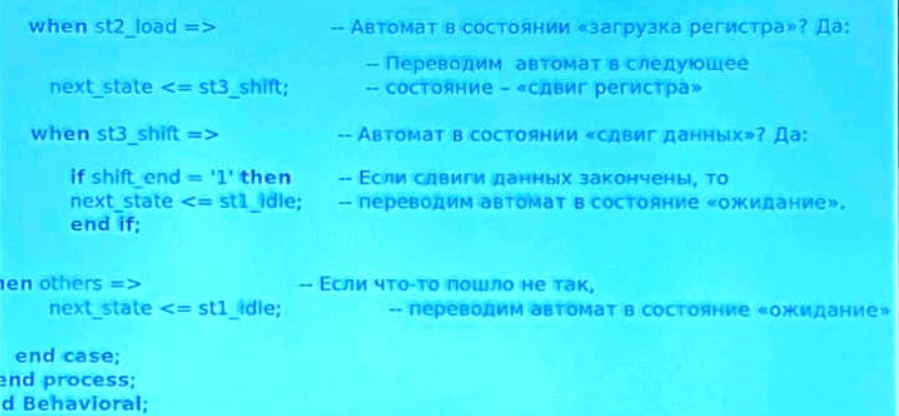 when st2_load => -- Автомат в состоянии «загрузка регистра»? Да:
-- Переводим автомат в следующее
next_state <= st3_shift; -- состояние – «сдвиг регистра»
when st3_shift => -- Автомат в состоянии «сдвиг данных»? Да:
if shift_end = '1' then -- Если сдвиги данных закончены, то
next_state <= st1_idle; -- переводим автомат в состояние «ожидание».
end if;
hen others => -- Если что-то пошло не так,
next_state <= st1_idle; -- переводим автомат в состояние «ожидание»
end case;
end process;
d Behavioral;